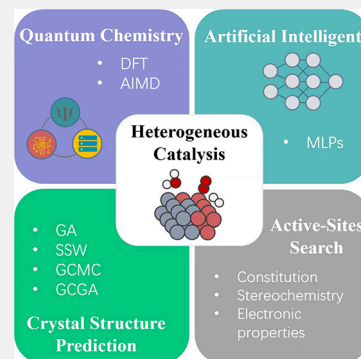 Quantum Chemistry
• DFT
• AIMD
Ψ
Artificial Intelligent
• MLPs
Heterogeneous
Catalysis
• GA
• SSW
• GCMC
• GCGA
Crystal Structure
Prediction
Active-Sites
Search
• Constitution
• Stereochemistry
• Electronic
properties